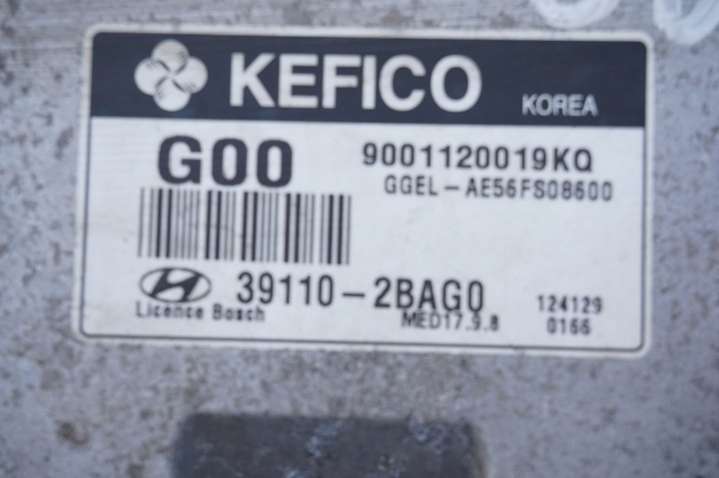 KEFICO KOREA
G00 9001120019KQ
GGEL-AE56FS08600
39110-2BAG0 124129
Licence Bosch MED17.9.8 0166